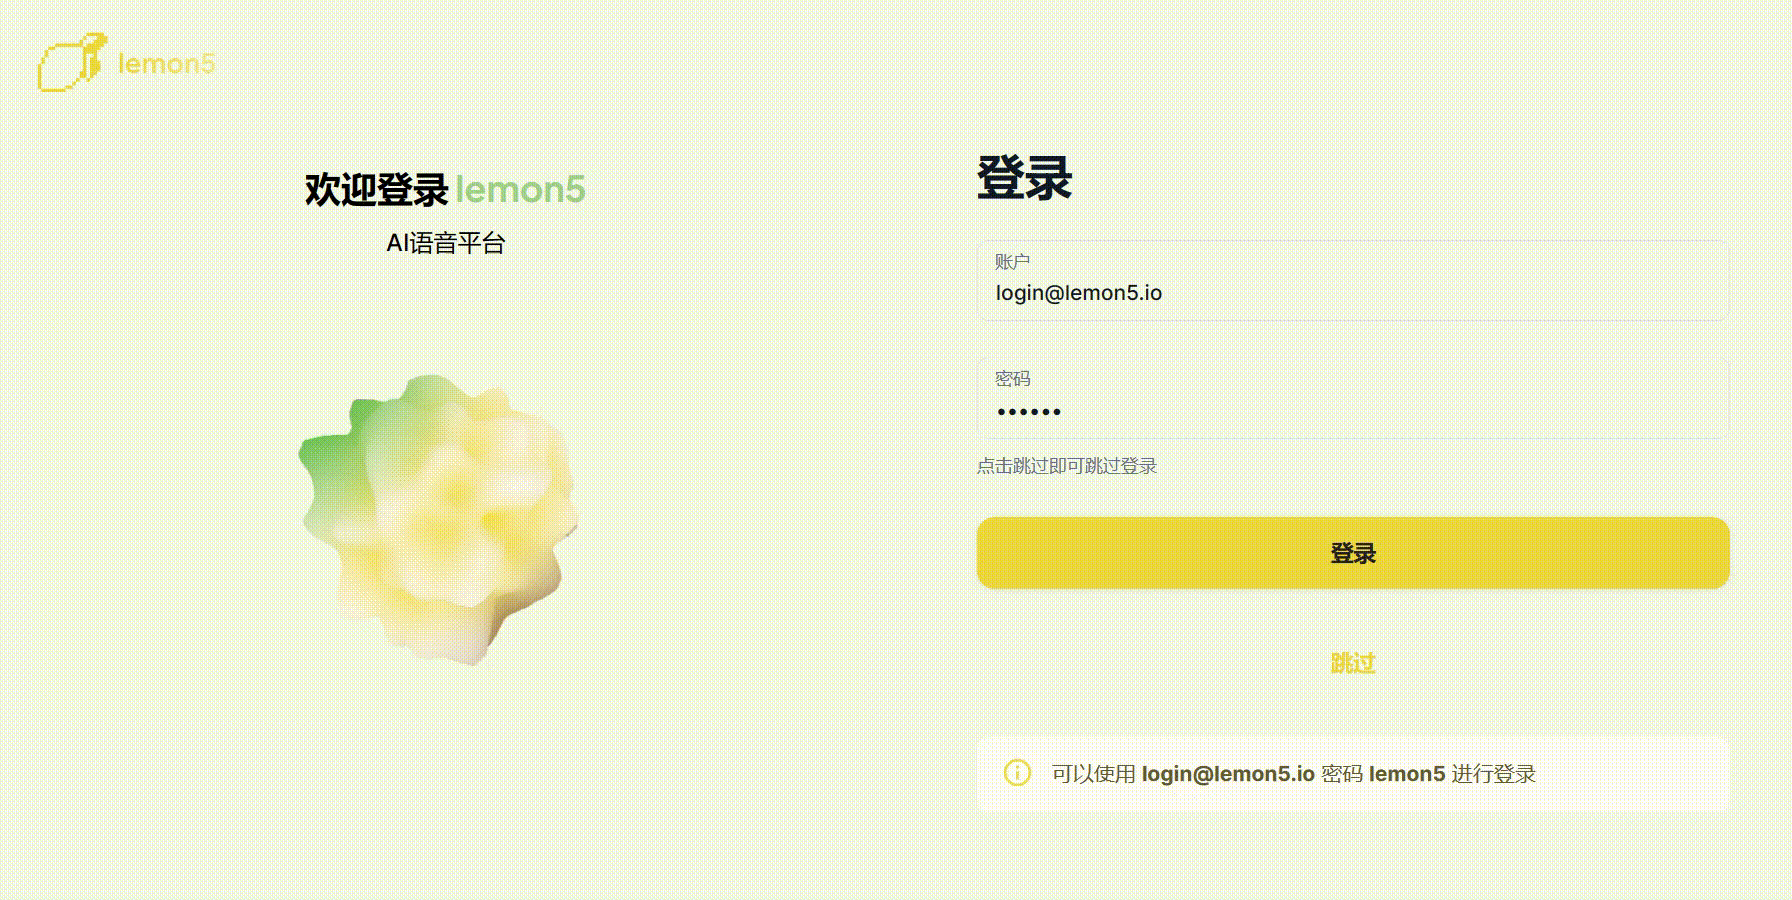 lemon5
欢迎登录 lemon5
AI语音平台
登录
账户
login@lemon5.io
密码
••••••
点击跳过即可跳过登录
登录
跳过
可以使用 login@lemon5.io 密码 lemon5 进行登录